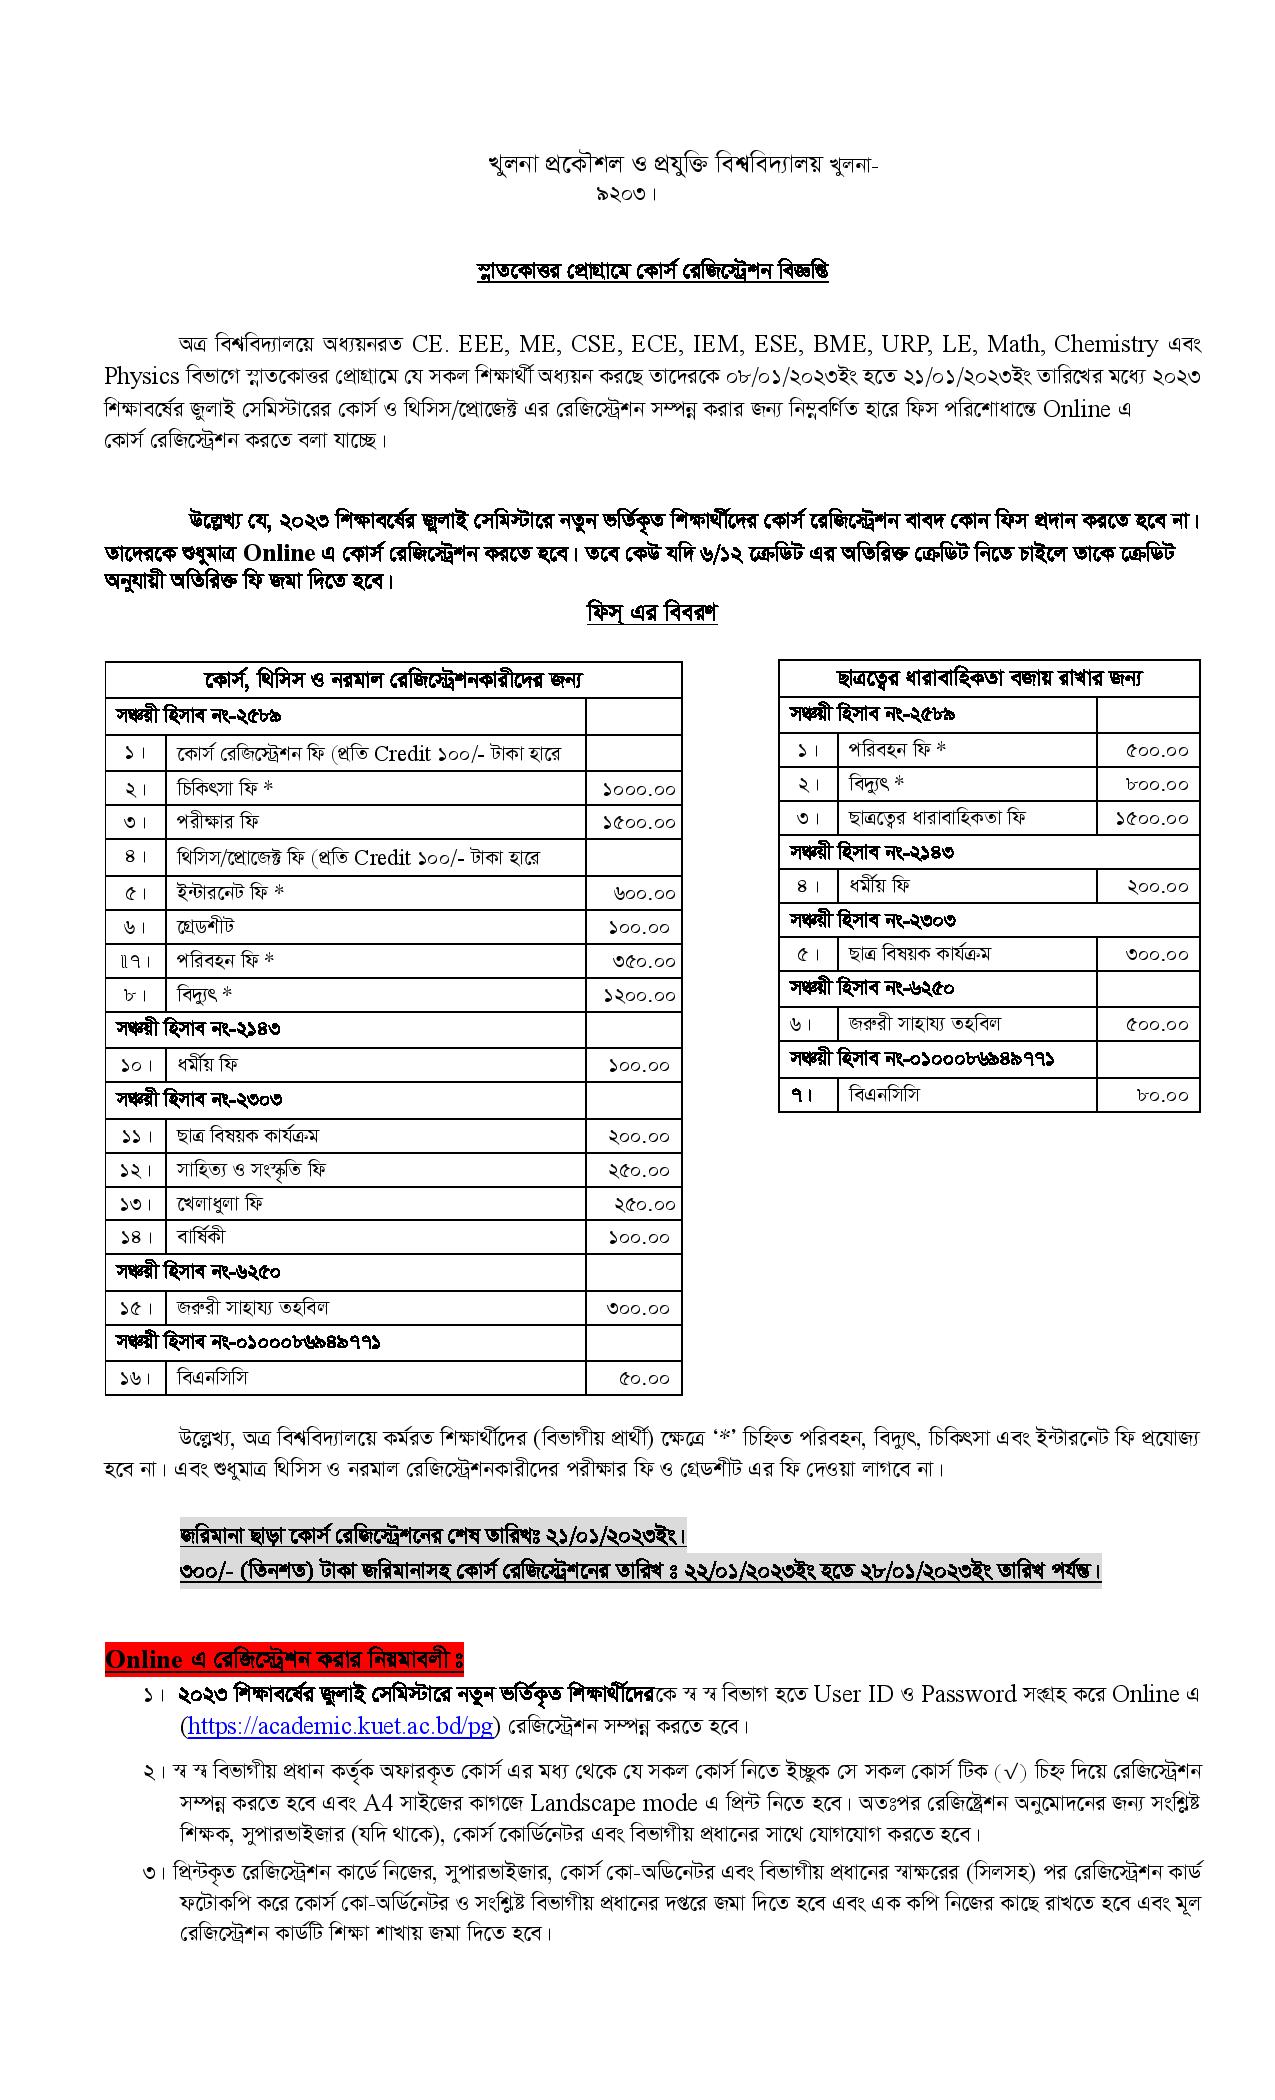 খুলনা প্রকৌশল ও প্রযুক্তি বিশ্ববিদ্যালয় খুলনা-
৯২০৩।
স্নাতকোত্তর প্রোগ্রামে কোর্স রেজিস্ট্রেশন বিজ্ঞপ্তি
অত্র বিশ্ববিদ্যালয়ে অধ্যয়নরত CE. EEE, ME, CSE, ECE, IEM, ESE, BME, URP, LE, Math, Chemistry এবং
Physics বিভাগে স্নাতকোত্তর প্রোগ্রামে যে সকল শিক্ষার্থী অধ্যয়ন করছে তাদেরকে ০৮/০১/২০২৩ইং হতে ২১/০১/২০২৩ইং তারিখের মধ্যে ২০২৩
শিক্ষাবর্ষের জুলাই সেমিস্টারের কোর্স ও থিসিস/প্রোজেক্ট এর রেজিস্ট্রেশন সম্পন্ন করার জন্য নিম্নবর্ণিত হারে ফিস পরিশোধান্তে Online এ
কোর্স রেজিস্ট্রেশন করতে বলা যাচ্ছে।
উল্লেখ্য যে, ২০২৩ শিক্ষাবর্ষের জুলাই সেমিস্টারে নতুন ভর্তিকৃত শিক্ষার্থীদের কোর্স রেজিস্ট্রেশন বাবদ কোন ফিস প্রদান করতে হবে না।
তাদেরকে শুধুমাত্র Online এ কোর্স রেজিস্ট্রেশন করতে হবে। তবে কেউ যদি ৬/১২ ক্রেডিট এর অতিরিক্ত ক্রেডিট নিতে চাইলে তাকে ক্রেডিট
অনুযায়ী অতিরিক্ত ফি জমা দিতে হবে।
ফিস্ এর বিবরণ
কোর্স, থিসিস ও নরমাল রেজিস্ট্রেশনকারীদের জন্য
সঞ্চয়ী হিসাব নং-২৫৮৯
১। কোর্স রেজিস্ট্রেশন ফি (প্রতি Credit ১০০/- টাকা হারে
২। চিকিৎসা ফি * ১০০০.০০
৩। পরীক্ষার ফি ১৫০০.০০
৪। থিসিস/প্রোজেক্ট ফি (প্রতি Credit ১০০/- টাকা হারে
৫। ইন্টারনেট ফি * ৬০০.০০
৬। গ্রেডশীট ১০০.০০
॥৭। পরিবহন ফি * ৩৫০.০০
৮। বিদ্যুৎ * ১২০০.০০
সঞ্চয়ী হিসাব নং-২১৪৩
১০। ধর্মীয় ফি ১০০.০০
সঞ্চয়ী হিসাব নং-২৩০৩
১১। ছাত্র বিষয়ক কার্যক্রম ২০০.০০
১২। সাহিত্য ও সংস্কৃতি ফি ২৫০.০০
১৩। খেলাধুলা ফি ২৫০.০০
১৪। বার্ষিকী ১০০.০০
সঞ্চয়ী হিসাব নং-৬২৫০
১৫। জরুরী সাহায্য তহবিল ৩০০.০০
সঞ্চয়ী হিসাব নং-০১০০০৮৬৯৪৯৭৭১
১৬। বিএনসিসি ৫০.০০
ছাত্রত্বের ধারাবাহিকতা বজায় রাখার জন্য
সঞ্চয়ী হিসাব নং-২৫৮৯
১। পরিবহন ফি * ৫০০.০০
২। বিদ্যুৎ * ৮০০.০০
৩। ছাত্রত্বের ধারাবাহিকতা ফি ১৫০০.০০
সঞ্চয়ী হিসাব নং-২১৪৩
৪। ধর্মীয় ফি ২০০.০০
সঞ্চয়ী হিসাব নং-২৩০৩
৫। ছাত্র বিষয়ক কার্যক্রম ৩০০.০০
সঞ্চয়ী হিসাব নং-৬২৫০
৬। জরুরী সাহায্য তহবিল ৫০০.০০
সঞ্চয়ী হিসাব নং-০১০০০৮৬৯৪৯৭৭১
৭। বিএনসিসি ৮০.০০
উল্লেখ্য, অত্র বিশ্ববিদ্যালয়ে কর্মরত শিক্ষার্থীদের (বিভাগীয় প্রার্থী) ক্ষেত্রে ‘*’ চিহ্নিত পরিবহন, বিদ্যুৎ, চিকিৎসা এবং ইন্টারনেট ফি প্রযোজ্য
হবে না। এবং শুধুমাত্র থিসিস ও নরমাল রেজিস্ট্রেশনকারীদের পরীক্ষার ফি ও গ্রেডশীট এর ফি দেওয়া লাগবে না।
জরিমানা ছাড়া কোর্স রেজিস্ট্রেশনের শেষ তারিখঃ ২১/০১/২০২৩ইং।
৩০০/- (তিনশত) টাকা জরিমানাসহ কোর্স রেজিস্ট্রেশনের তারিখ ঃ ২২/০১/২০২৩ইং হতে ২৮/০১/২০২৩ইং তারিখ পর্যন্ত।
Online এ রেজিস্ট্রেশন করার নিয়মাবলী ঃ
১। ২০২৩ শিক্ষাবর্ষের জুলাই সেমিস্টারে নতুন ভর্তিকৃত শিক্ষার্থীদেরকে স্ব স্ব বিভাগ হতে User ID ও Password সংগ্রহ করে Online এ
(https://academic.kuet.ac.bd/pg) রেজিস্ট্রেশন সম্পন্ন করতে হবে।
২। স্ব স্ব বিভাগীয় প্রধান কর্তৃক অফারকৃত কোর্স এর মধ্য থেকে যে সকল কোর্স নিতে ইচ্ছুক সে সকল কোর্স টিক (√) চিহ্ন দিয়ে রেজিস্ট্রেশন
সম্পন্ন করতে হবে এবং A4 সাইজের কাগজে Landscape mode এ প্রিন্ট নিতে হবে। অতঃপর রেজিষ্ট্রেশন অনুমোদনের জন্য সংশ্লিষ্ট
শিক্ষক, সুপারভাইজার (যদি থাকে), কোর্স কোর্ডিনেটর এবং বিভাগীয় প্রধানের সাথে যোগযোগ করতে হবে।
৩। প্রিন্টকৃত রেজিস্ট্রেশন কার্ডে নিজের, সুপারভাইজার, কোর্স কো-অডিনেটর এবং বিভাগীয় প্রধানের স্বাক্ষরের (সিলসহ) পর রেজিস্ট্রেশন কার্ড
ফটোকপি করে কোর্স কো-অর্ডিনেটর ও সংশ্লিষ্ট বিভাগীয় প্রধানের দপ্তরে জমা দিতে হবে এবং এক কপি নিজের কাছে রাখতে হবে এবং মূল
রেজিস্ট্রেশন কার্ডটি শিক্ষা শাখায় জমা দিতে হবে।